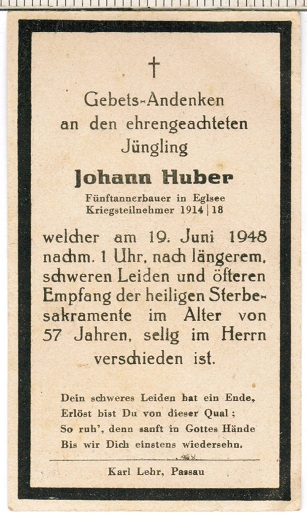 Gebets-Andenken
an den ehrengeachteten
Jüngling
Johann Huber
Fünftannerbauer in Eglsee
Kriegsteilnehmer 1914|18
welcher am 19. Juni 1948
nachm. 1 Uhr, nach längerem,
schweren Leiden und öfteren
Empfang der heiligen Sterbe-
sakramente im Alter von
57 Jahren, selig im Herrn
verschieden ist.
Dein schweres Leiden hat ein Ende,
Erlöst bist Du von dieser Qual;
So ruh', denn sanft in Gottes Hände
Bis wir Dich einstens wiedersehn.
Karl Lehr, Passau